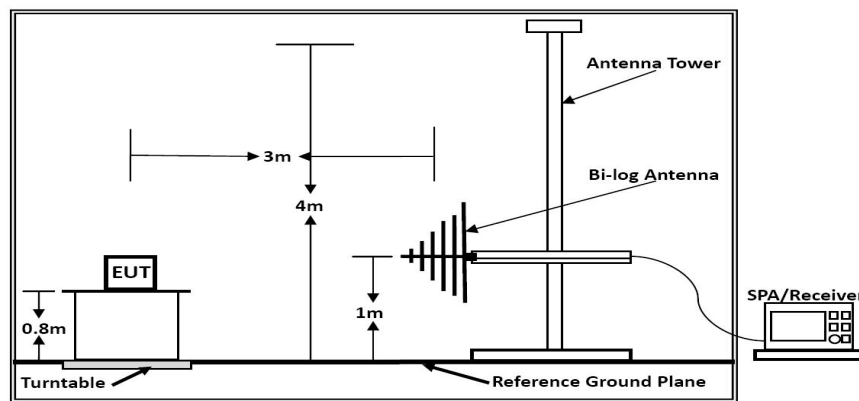 Antenna Tower
3m
Bi-log Antenna
4m
EUT
SPA/Receiver
0.8m
1m
Turntable
Reference Ground Plane